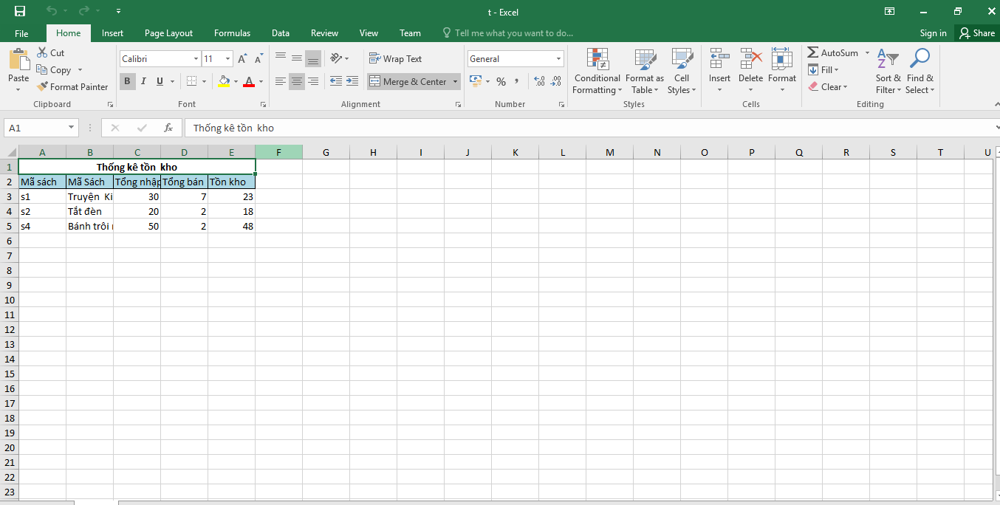 t - Excel
File Home Insert Page Layout Formulas Data Review View Team Tell me what you want to do... Sign in Share
Paste
Cut
Copy
Format Painter
Clipboard
Calibri 11
B I U
Font
Wrap Text
Merge & Center
Alignment
General
% ,
Number
Conditional Formatting
Format as Table
Cell Styles
Styles
Insert Delete Format
Cells
AutoSum
Fill
Clear
Sort & Filter
Find & Select
Editing
A1 fx Thống kê tồn  kho
A B C D E F G H I J K L M N O P Q R S T U
1 Thống kê tồn  kho
2 Mã sách Mã Sách Tổng nhập Tổng bán Tồn kho
3 s1 Truyện  Ki 30 7 23
4 s2 Tắt đèn 20 2 18
5 s4 Bánh trôi 50 2 48
6
7
8
9
10
11
12
13
14
15
16
17
18
19
20
21
22
23